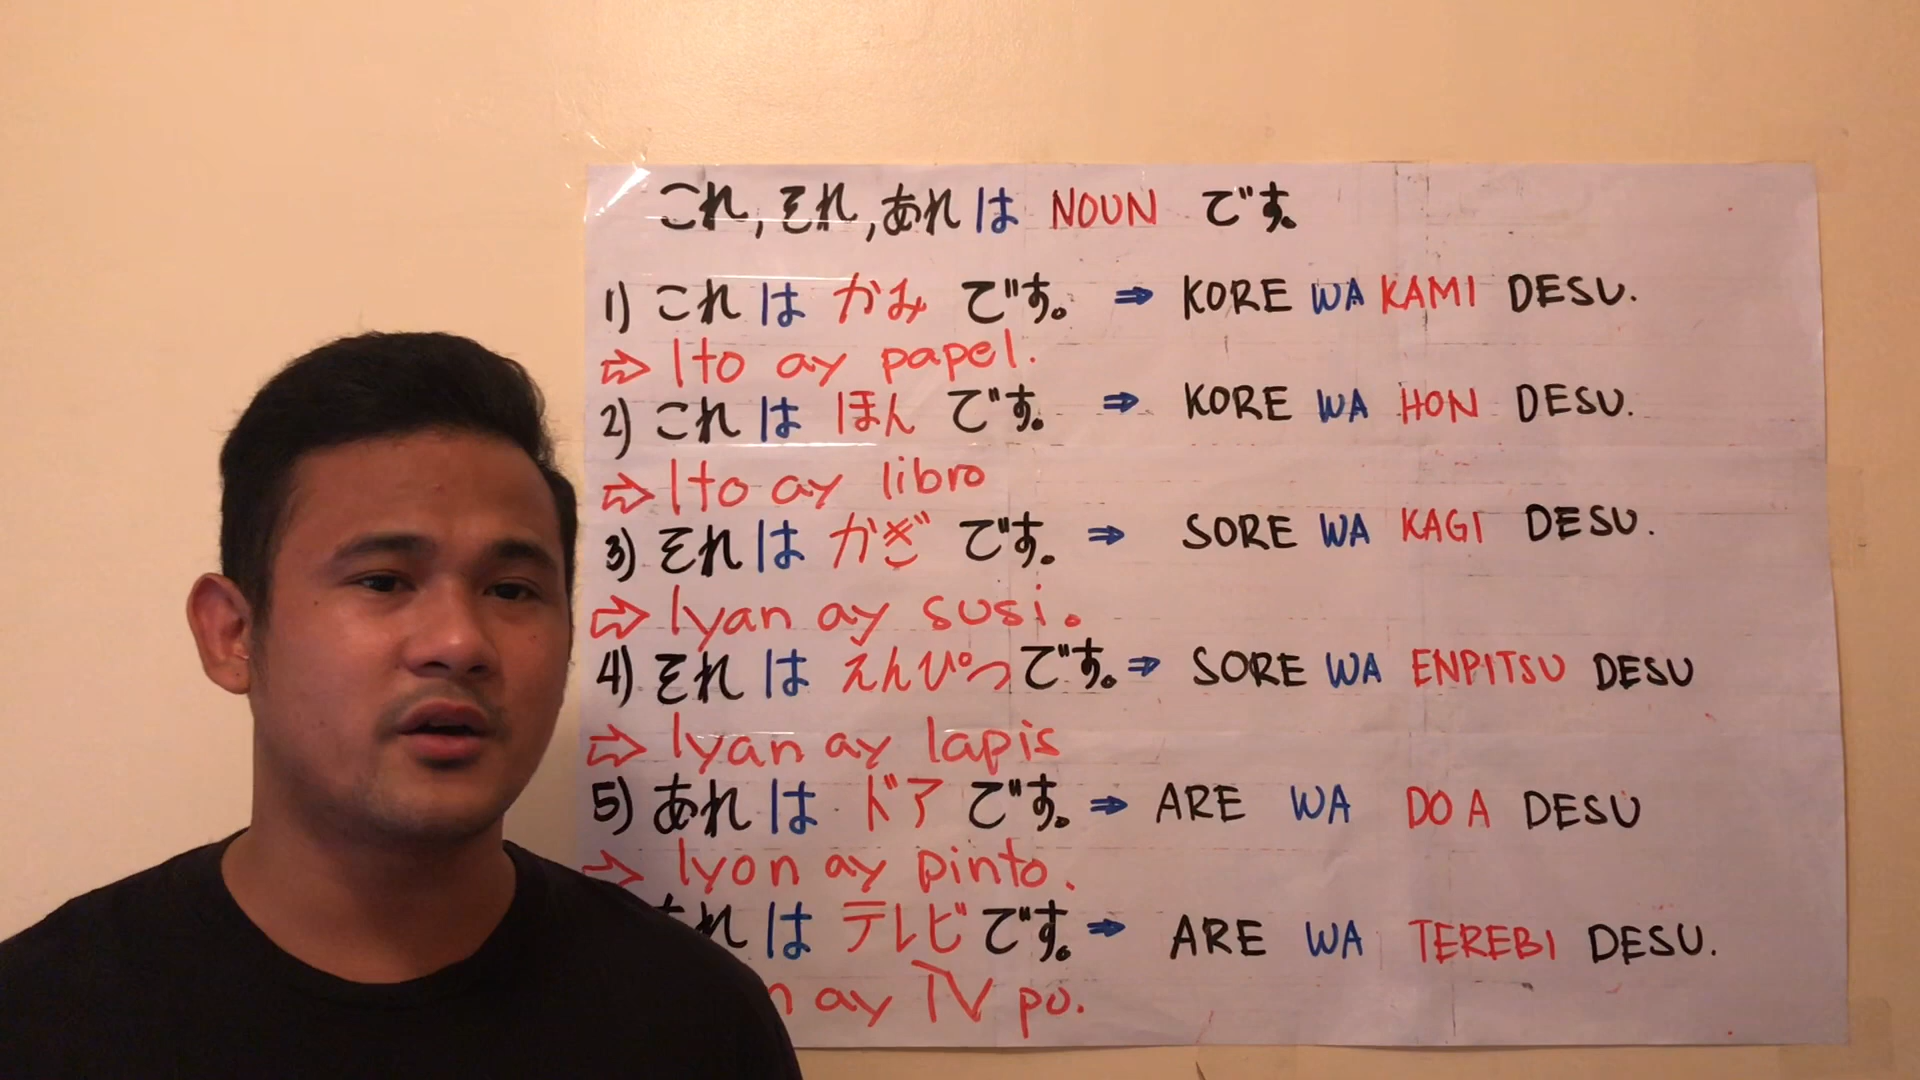 これ, それ, あれ は NOUN です。
1) これ は かみ です。 ⇒ KORE WA KAMI DESU.
⇨ Ito ay papel.
2) これ は ほん です。 ⇒ KORE WA HON DESU.
⇨ Ito ay libro
3) それ は かぎ です。 ⇒ SORE WA KAGI DESU.
⇨ Iyan ay susi.
4) それ は えんぴつ です。 ⇒ SORE WA ENPITSU DESU
⇨ Iyan ay lapis
5) あれ は ドア です。 ⇒ ARE WA DOA DESU
⇨ Iyon ay pinto.
あれ は テレビ です。 ⇒ ARE WA TEREBI DESU.
ay TV po.